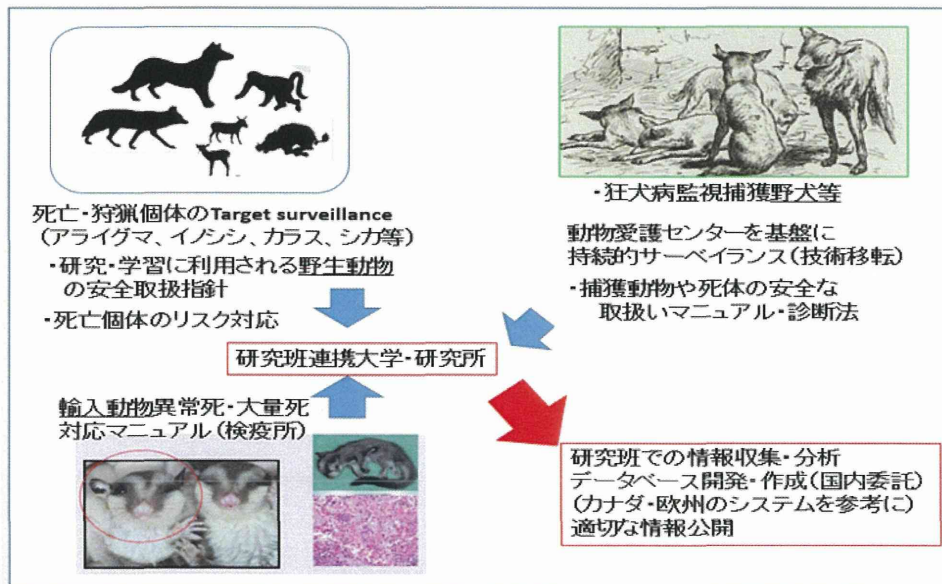 死亡・狩猟個体のTarget surveillance
（アライグマ、イノシシ、カラス、シカ等）
・研究・学習に利用される野生動物
の安全取扱指針
・死亡個体のリスク対応
・狂犬病監視捕獲野犬等
動物愛護センターを基盤に
持続的サーベイランス（技術移転）
・捕獲動物や死体の安全な
取扱いマニュアル・診断法
研究班連携大学・研究所
輸入動物異常死・大量死
対応マニュアル（検疫所）
研究班での情報収集・分析
データベース開発・作成（国内委託）
（カナダ・欧州のシステムを参考に）
適切な情報公開